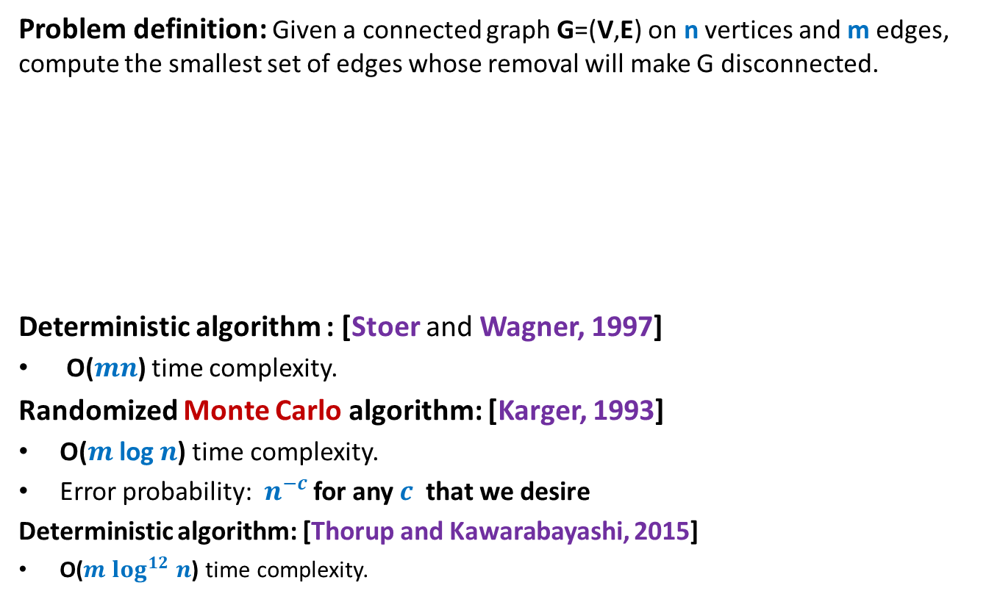 Problem definition: Given a connected graph G=(V,E) on n vertices and m edges,
compute the smallest set of edges whose removal will make G disconnected.
Deterministic algorithm : [Stoer and Wagner, 1997]
• O(mn) time complexity.
Randomized Monte Carlo algorithm: [Karger, 1993]
• O(m log n) time complexity.
• Error probability: n⁻ᶜ for any c that we desire
Deterministic algorithm: [Thorup and Kawarabayashi, 2015]
• O(m log¹² n) time complexity.